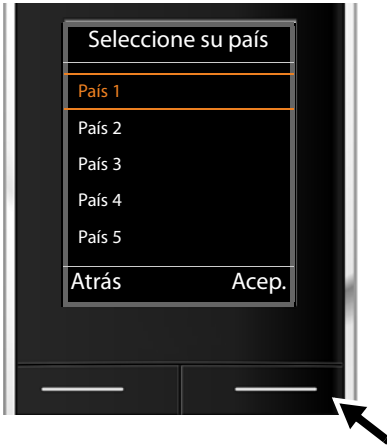 Seleccione su país
País 1
País 2
País 3
País 4
País 5
Atrás Acep.